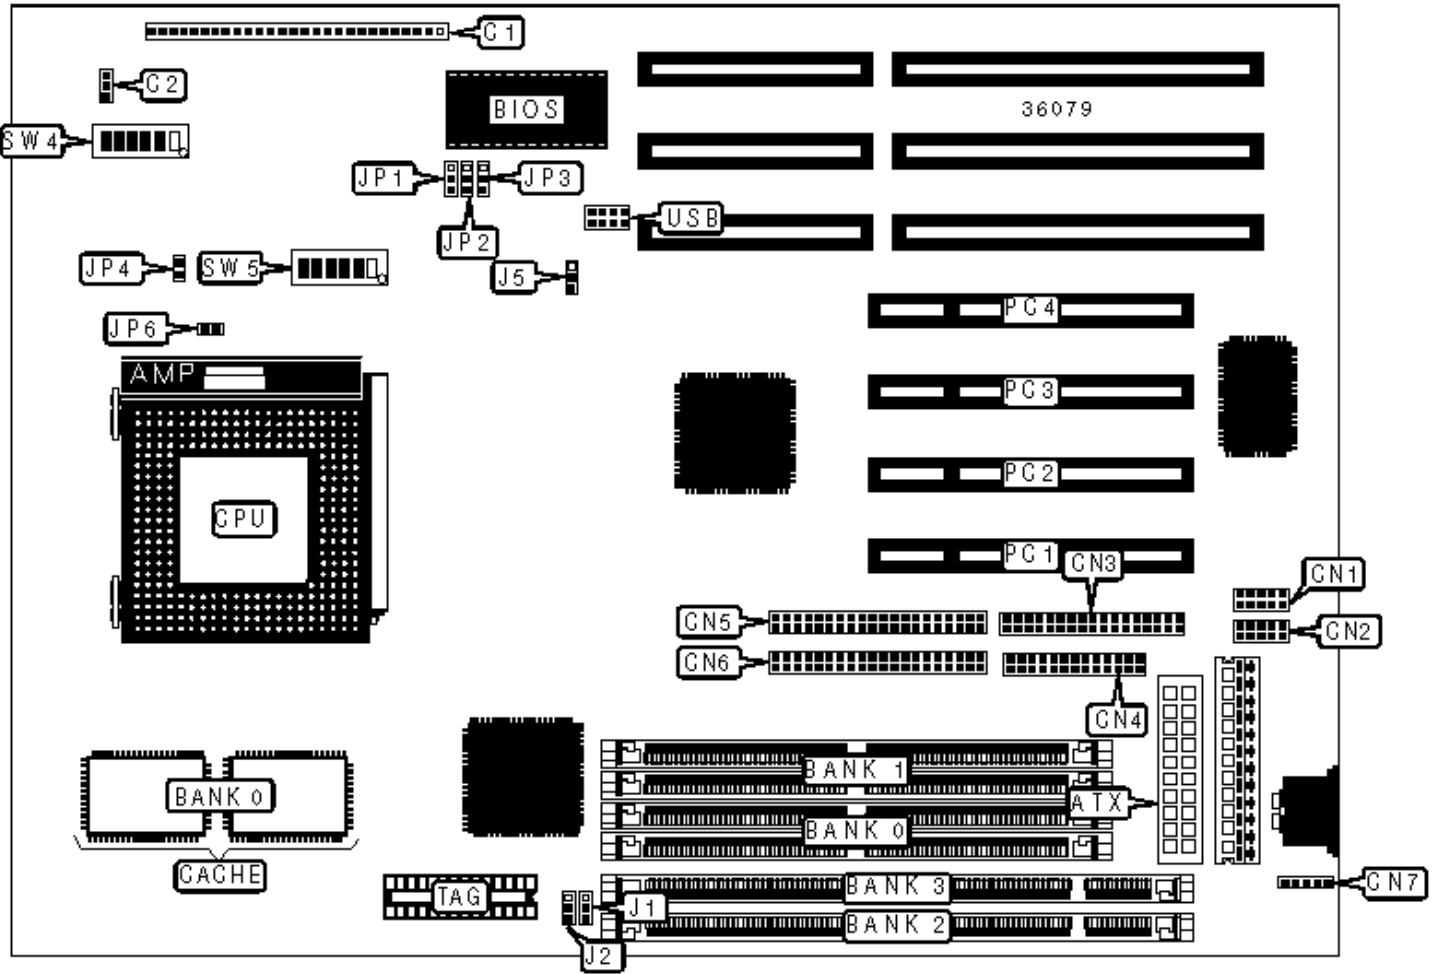 C1
C2
BIOS
36079
SW4
JP1
JP3
USB
JP2
JP4
SW5
J5
PC4
JP6
AMP
PC3
PC2
CPU
PC1
CN3
CN1
CN5
CN2
CN6
CN4
BANK 1
BANK 0
ATX
BANK 0
CACHE
CN7
TAG
BANK 3
J1
BANK 2
J2